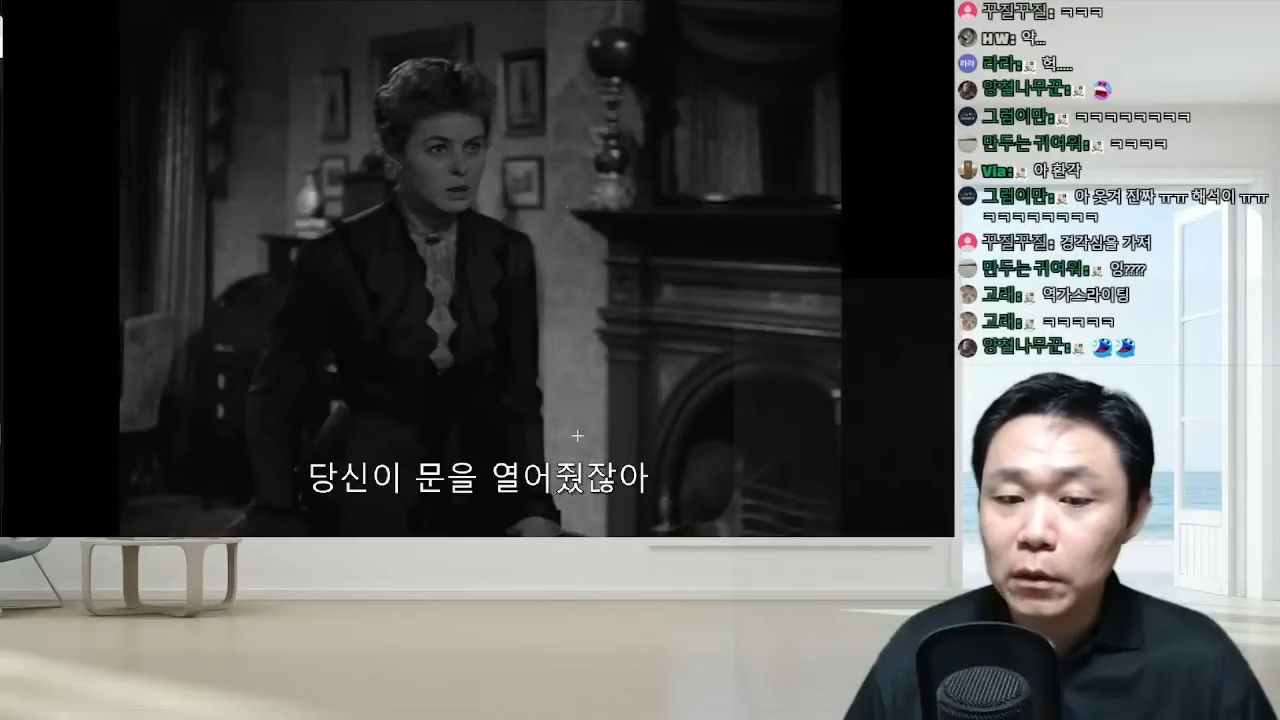 꾸질꾸질: ㅋㅋㅋ
HW: 악...
라라: 헉.....
양철나무꾼:
그럼이만: ㅋㅋㅋㅋㅋㅋㅋㅋ
만두는 귀여워: ㅋㅋㅋㅋ
Via: 아 환각
그럼이만: 아 웃겨 진짜 ㅠㅠ 해석이 ㅠㅠ
ㅋㅋㅋㅋㅋㅋㅋㅋ
꾸질꾸질: 경각심을 가져
만두는 귀여워: 잉????
고래: 역가스라이팅
고래: ㅋㅋㅋㅋㅋ
양철나무꾼:
당신이 문을 열어줬잖아